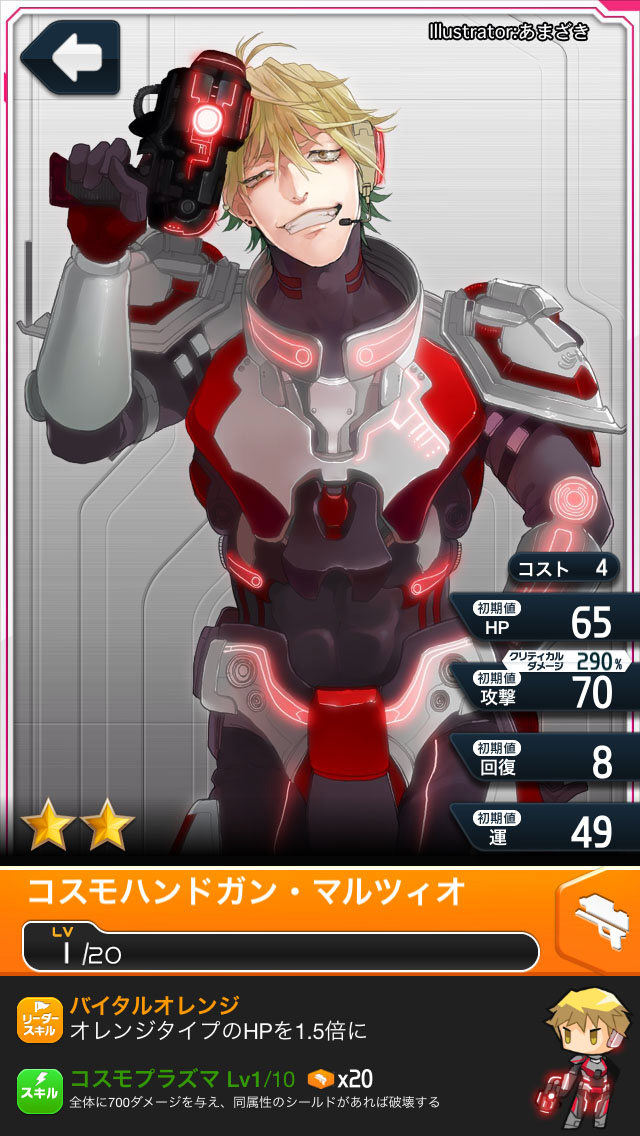 Illustrator:あまざき
コスト 4
初期値
HP 65
クリティカル
ダメージ 290%
初期値
攻撃 70
初期値
回復 8
初期値
運 49
コスモハンドガン・マルツィオ
LV
1/20
リーダー
スキル
バイタルオレンジ
オレンジタイプのHPを1.5倍に
スキル
コスモプラズマ Lv1/10 x20
全体に700ダメージを与え、同属性のシールドがあれば破壊する